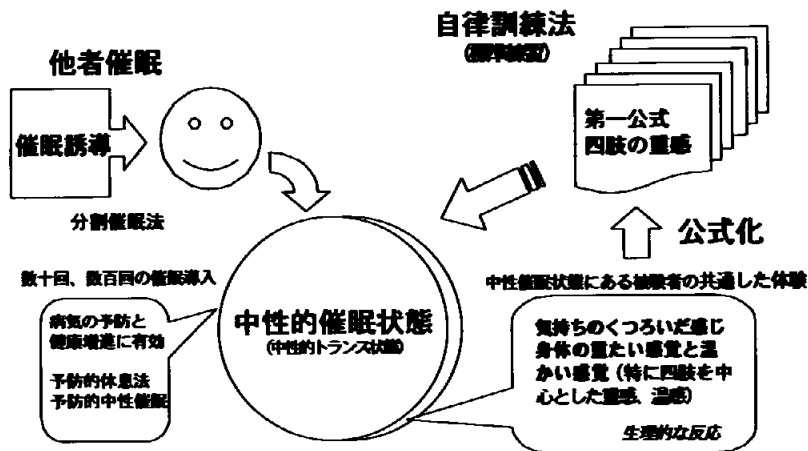 他者催眠
催眠誘導
分割催眠法
数十回、数百回の催眠導入
病気の予防と
健康増進に有効
予防的休息法
予防的中性催眠
中性的催眠状態
(中性的トランス状態)
自律訓練法
(標準練習)
第一公式
四肢の重感
公式化
中性催眠状態にある被験者の共通した体験
気持ちのくつろいだ感じ
身体の重たい感覚と温
かい感覚(特に四肢を中
心とした重感、温感)
生理的な反応